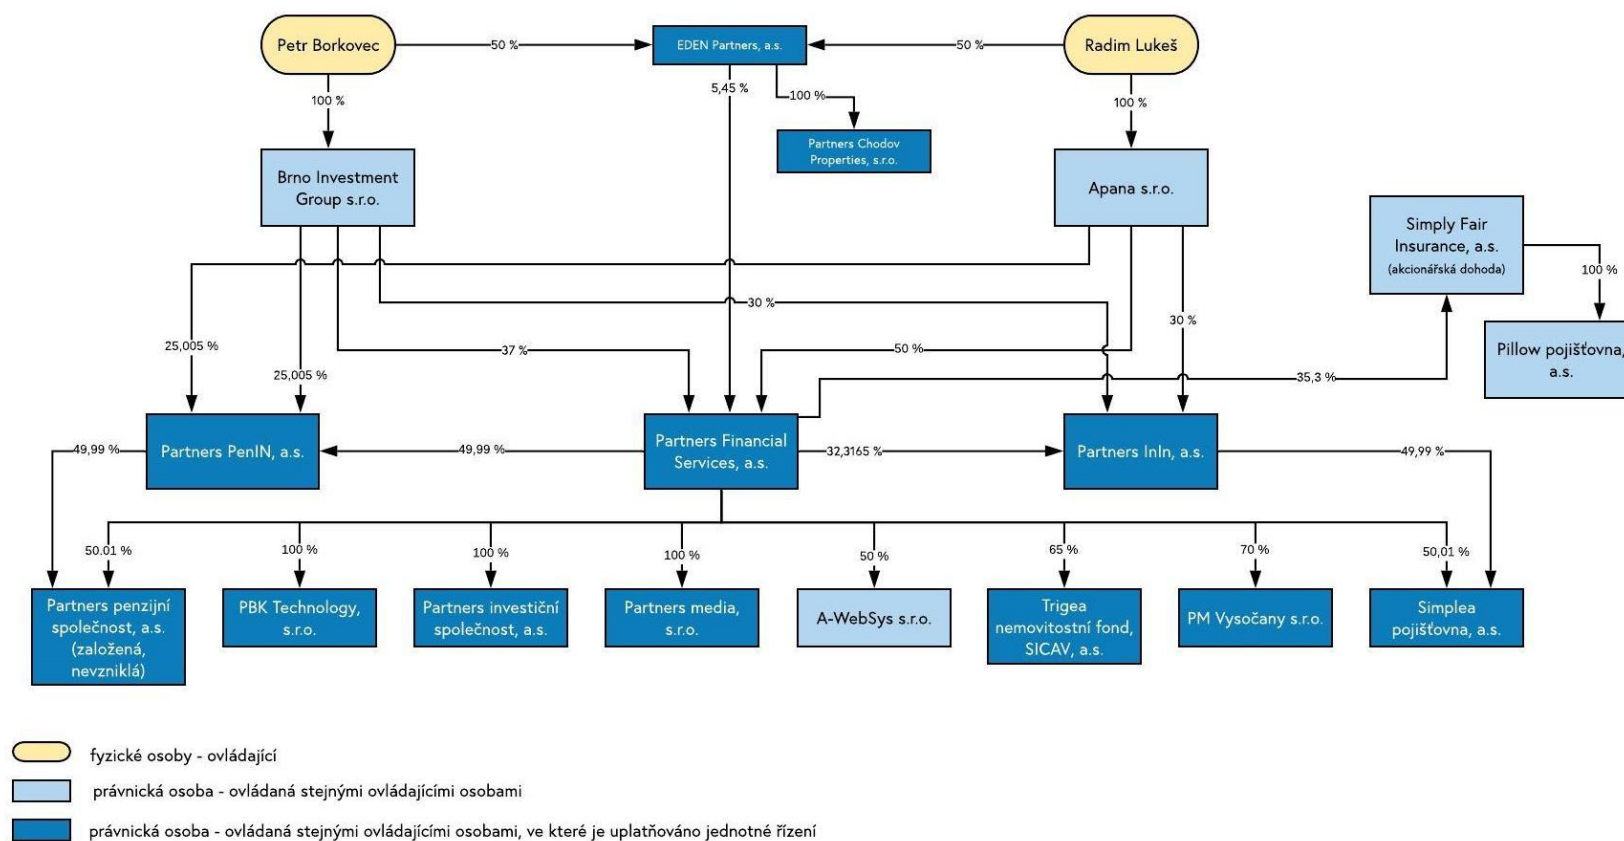 Petr Borkovec
50 %
EDEN Partners, a.s.
50 %
Radim Lukeš
100 %
5,45 %
100 %
100 %
Partners Chodov
Properties, s.r.o.
Brno Investment
Group s.r.o.
Apana s.r.o.
Simply Fair
Insurance, a.s.
(akcionářská dohoda)
100 %
30 %
30 %
25,005 %
37 %
50 %
Pillow pojišťovna,
a.s.
25,005 %
35,3 %
Partners PenIN, a.s.
Partners Financial
Services, a.s.
Partners InIn, a.s.
49,99 %
49,99 %
32,3165 %
49,99 %
50.01 %
100 %
100 %
100 %
50 %
65 %
70 %
50,01 %
Partners penzijní
společnost, a.s.
(založená,
nevzniklá)
PBK Technology,
s.r.o.
Partners investiční
společnost, a.s.
Partners media,
s.r.o.
A-WebSys s.r.o.
Trigea
nemovitostní fond,
SICAV, a.s.
PM Vysočany s.r.o.
Simplea
pojišťovna, a.s.
fyzické osoby - ovládající
právnická osoba - ovládaná stejnými ovládajícími osobami
právnická osoba - ovládaná stejnými ovládajícími osobami, ve které je uplatňováno jednotné řízení